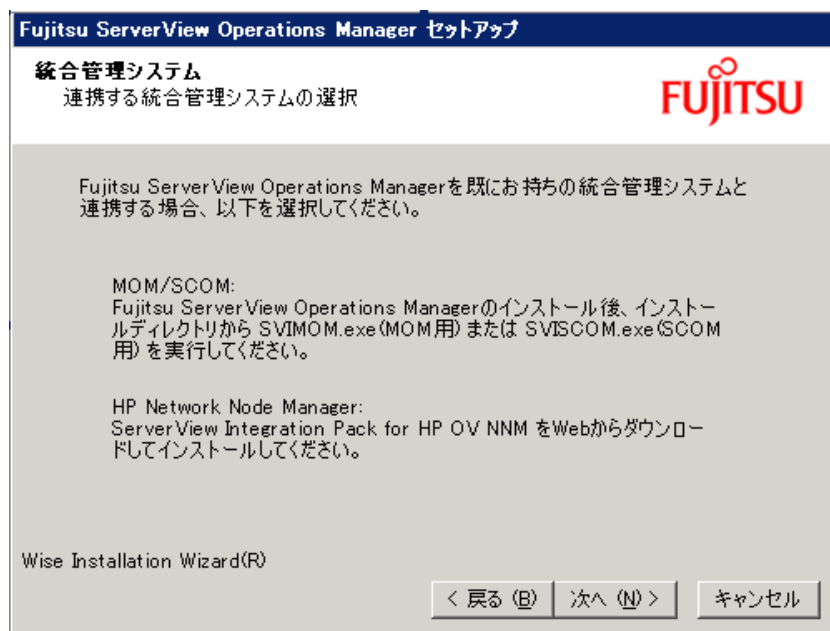 Fujitsu ServerView Operations Manager セットアップ
統合管理システム
連携する統合管理システムの選択
FUJITSU
Fujitsu ServerView Operations Managerを既にお持ちの統合管理システムと
連携する場合、以下を選択してください。
MOM/SCOM:
Fujitsu ServerView Operations Managerのインストール後、インストー
ルディレクトリから SVIMOM.exe(MOM用) または SVISCOM.exe(SCOM
用) を実行してください。
HP Network Node Manager:
ServerView Integration Pack for HP OV NNM をWebからダウンロー
ドしてインストールしてください。
Wise Installation Wizard(R)
< 戻る (B) 次へ (N) > キャンセル